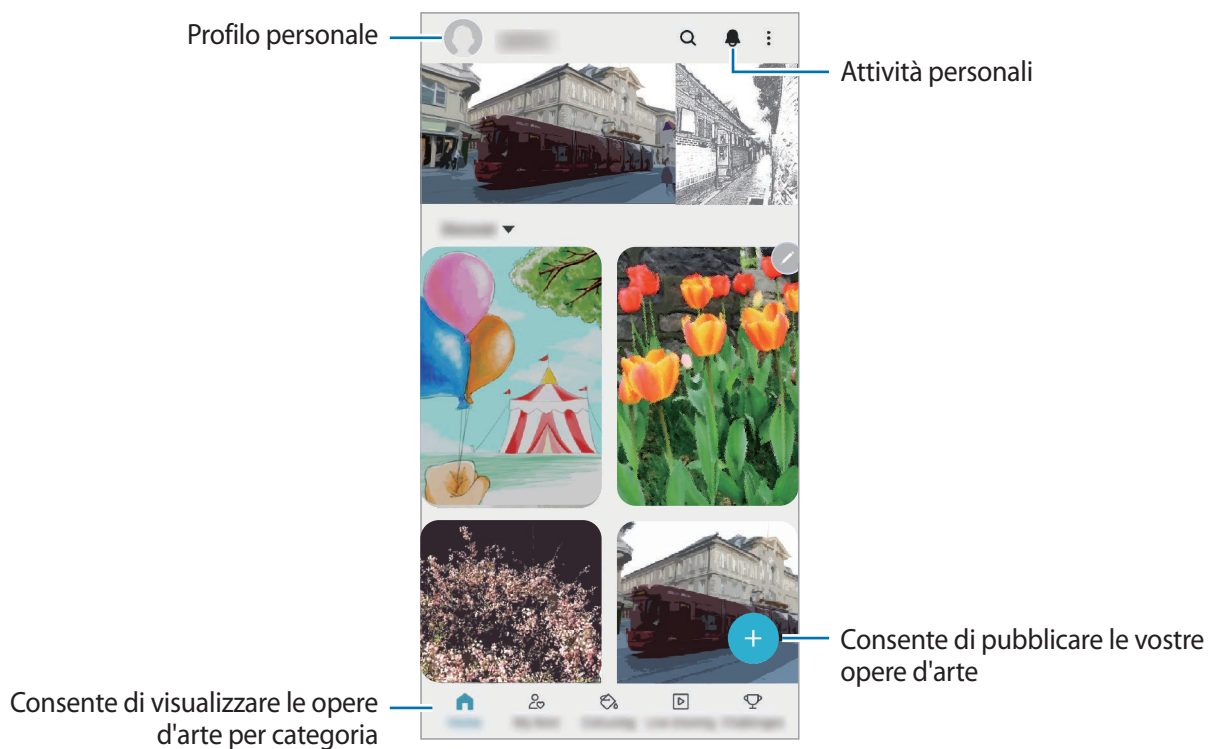 Profilo personale
Attività personali
Consente di pubblicare le vostre
opere d'arte
Consente di visualizzare le opere
d'arte per categoria
Home